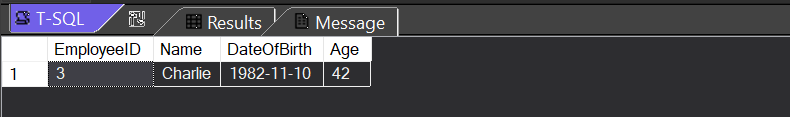 T-SQL Results Message
EmployeeID Name DateOfBirth Age
1 3 Charlie 1982-11-10 42